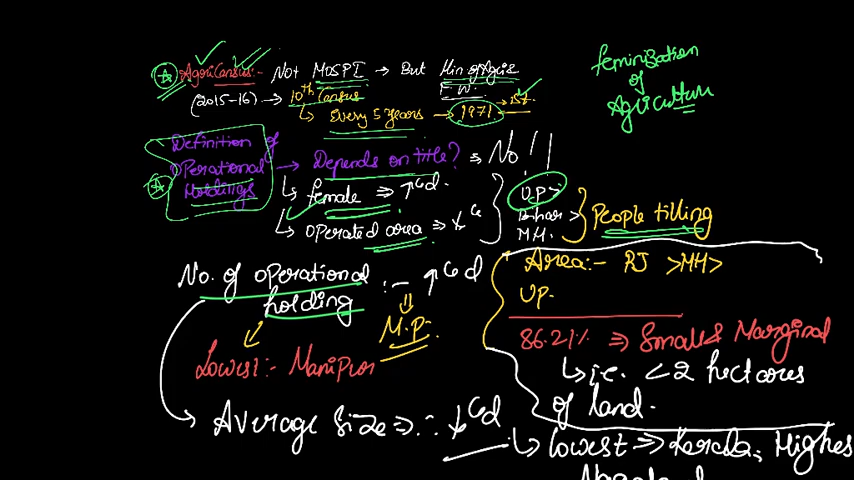 Agri Census:- Not MOSPI → But Min of Agri &
F.W.
(2015-16) → 10th Census
↳ Every 5 years → 1971 → 1st.
feminization
of
Agriculture
Definition of
Operational
Holdings
→ Depends on title? ⇒ No!!
↳ female ⇒ ↑ed.
↳ operated area ⇒ ↓ed
UP >
Bihar >
MH.
People tilling
No. of operational
holding :- ↑ed
M.P.
Lowest:- Manipur
Average Size ⇒ ∴ ↓ed
Area:- RJ > MH >
UP.
86.21% ⇒ Small & Marginal
↳ i.e. < 2 hectares
of land.
↳ lowest ⇒ Kerala, Highes